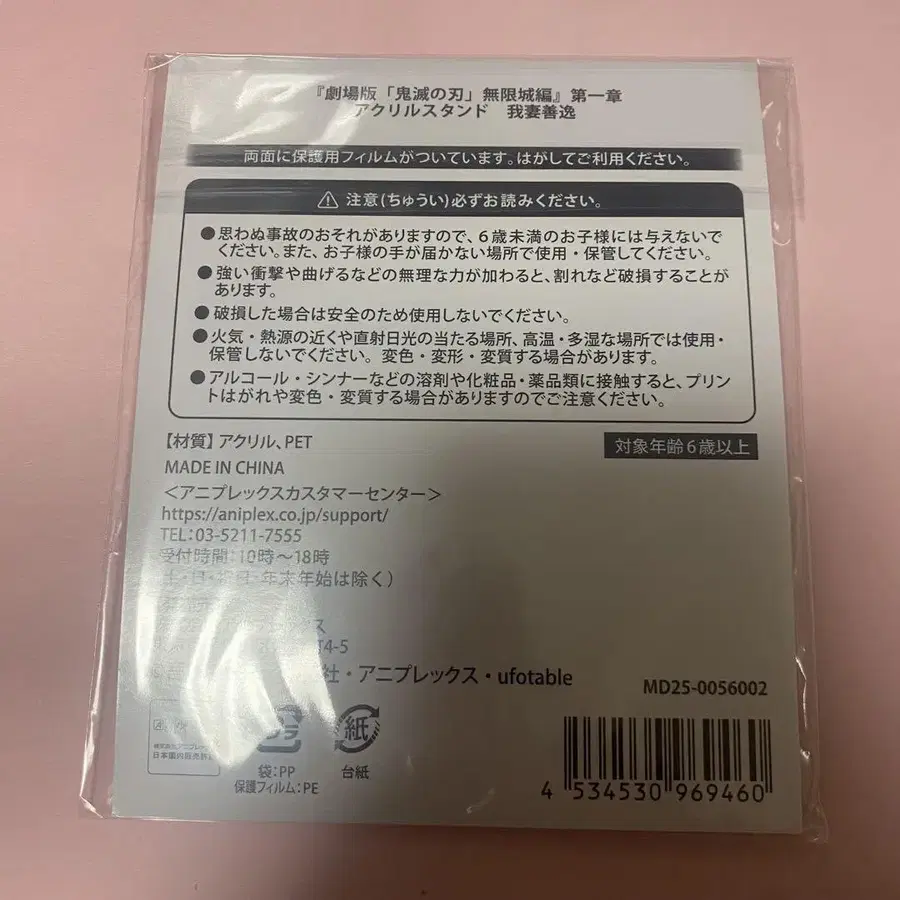 『劇場版「鬼滅の刃」無限城編』第一章
アクリルスタンド 我妻善逸
両面に保護用フィルムがついています。はがしてご利用ください。
⚠ 注意(ちゅうい)必ずお読みください。
●思わぬ事故のおそれがありますので、6歳未満のお子様には与えないで
ください。また、お子様の手が届かない場所で使用・保管してください。
●強い衝撃や曲げるなどの無理な力が加わると、割れなど破損することが
あります。
●破損した場合は安全のため使用しないでください。
●火気・熱源の近くや直射日光の当たる場所、高温・多湿な場所では使用・
保管しないでください。変色・変形・変質する場合があります。
●アルコール・シンナーなどの溶剤や化粧品・薬品類に接触すると、プリン
トはがれや変色・変質する場合がありますのでご注意ください。
【材質】アクリル、PET
対象年齢6歳以上
MADE IN CHINA
＜アニプレックスカスタマーセンター＞
https://aniplex.co.jp/support/
TEL:03-5211-7555
受付時間:10時～18時
土・日・祝日・年末年始は除く）
ス
4-5
社・アニプレックス・ufotable
MD25-0056002
プラ
紙
袋:PP
保護フィルム:PE
台紙
日本国内販売許
4 534530 969460